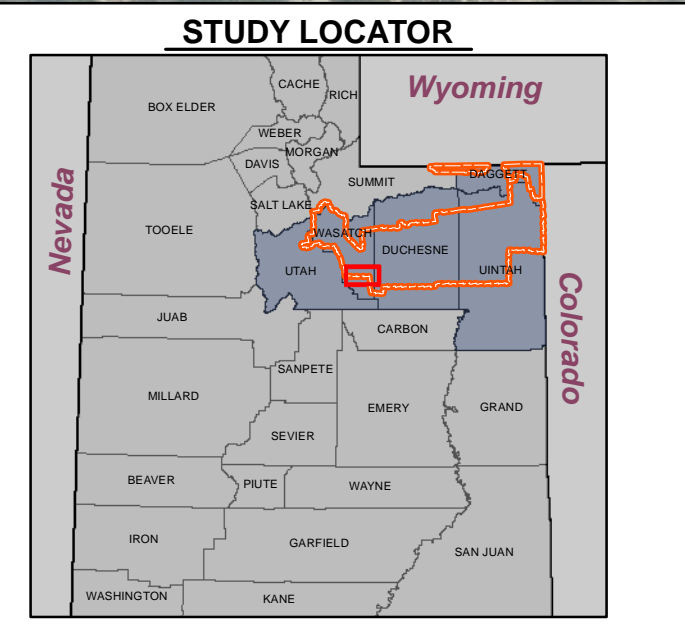 STUDY LOCATOR
Wyoming
CACHE
RICH
BOX ELDER
WEBER
MORGAN
DAVIS
DAGGETT
SUMMIT
SALT LAKE
Nevada
TOOELE
WASATCH
DUCHESNE
UTAH
UINTAH
Colorado
JUAB
CARBON
SANPETE
MILLARD
EMERY
GRAND
SEVIER
BEAVER
PIUTE
WAYNE
IRON
GARFIELD
SAN JUAN
WASHINGTON
KANE